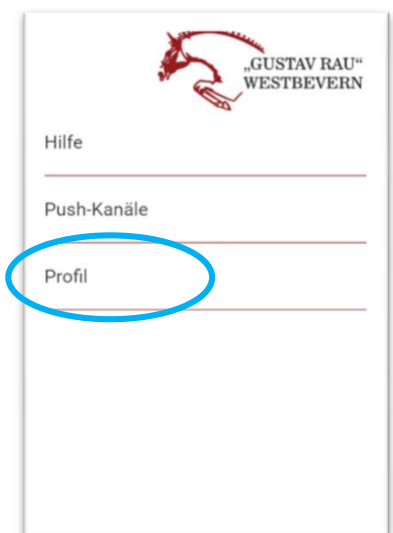 „GUSTAV RAU“
WESTBEVERN
Hilfe
Push-Kanäle
Profil